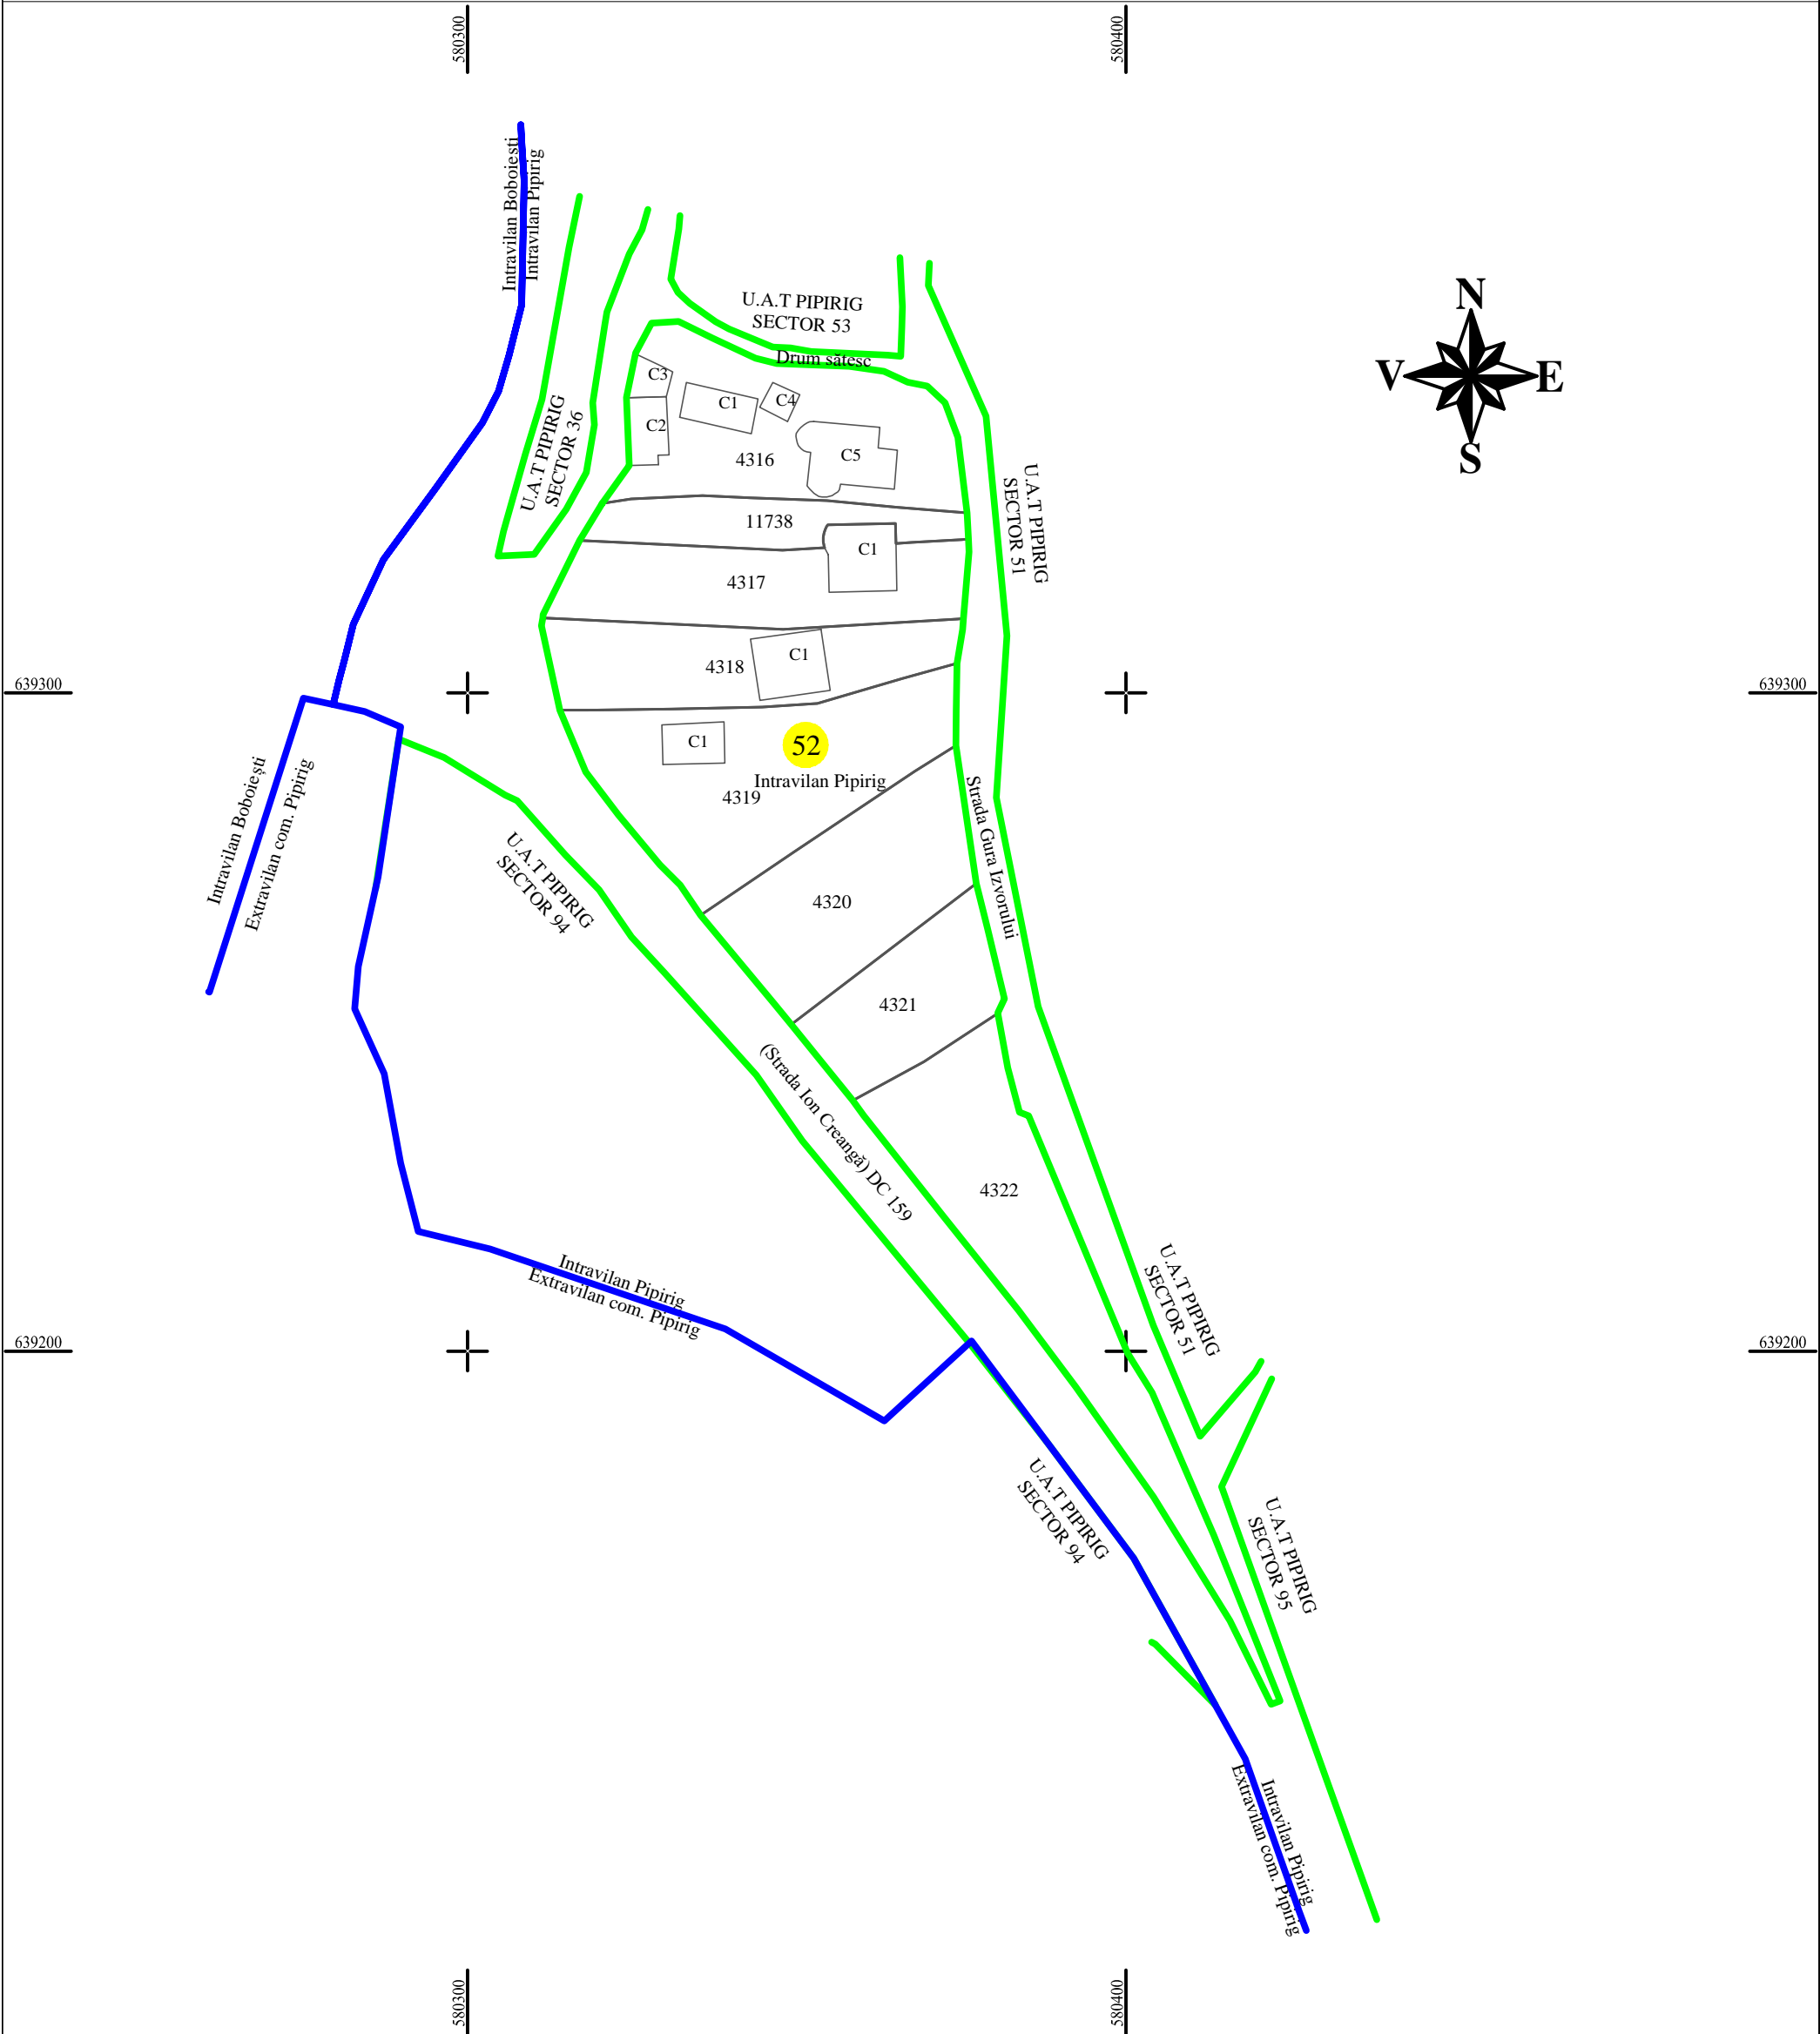 580300
580400
Intravilan Boboiești
Intravilan Pipirig
U.A.T PIPIRIG
SECTOR 53
Drum sătesc
N
V
E
S
C3
C1
C4
C2
C5
4316
U.A.T PIPIRIG
SECTOR 36
U.A.T PIPIRIG
SECTOR 51
11738
C1
4317
C1
4318
639300
639300
C1
52
Intravilan Pipirig
4319
Intravilan Boboiești
Extravilan com. Pipirig
Strada Gura Izvorului
U.A.T PIPIRIG
SECTOR 94
4320
4321
(Strada Ion Creangă) DC 159
4322
Intravilan Pipirig
Extravilan com. Pipirig
U.A.T PIPIRIG
SECTOR 51
639200
639200
U.A.T PIPIRIG
SECTOR 94
U.A.T PIPIRIG
SECTOR 95
Intravilan Pipirig
Extravilan com. Pipirig
580300
580400